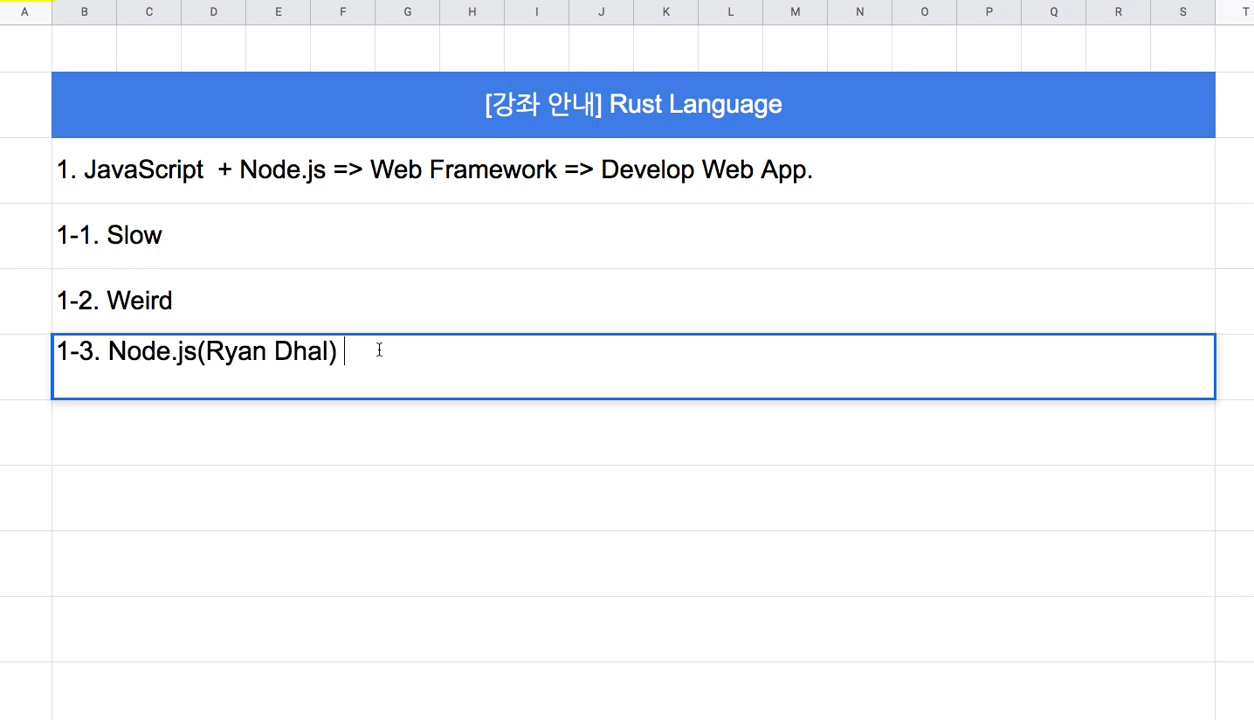 A B C D E F G H I J K L M N O P Q R S T
[강좌 안내] Rust Language
1. JavaScript + Node.js => Web Framework => Develop Web App.
1-1. Slow
1-2. Weird
1-3. Node.js(Ryan Dhal)